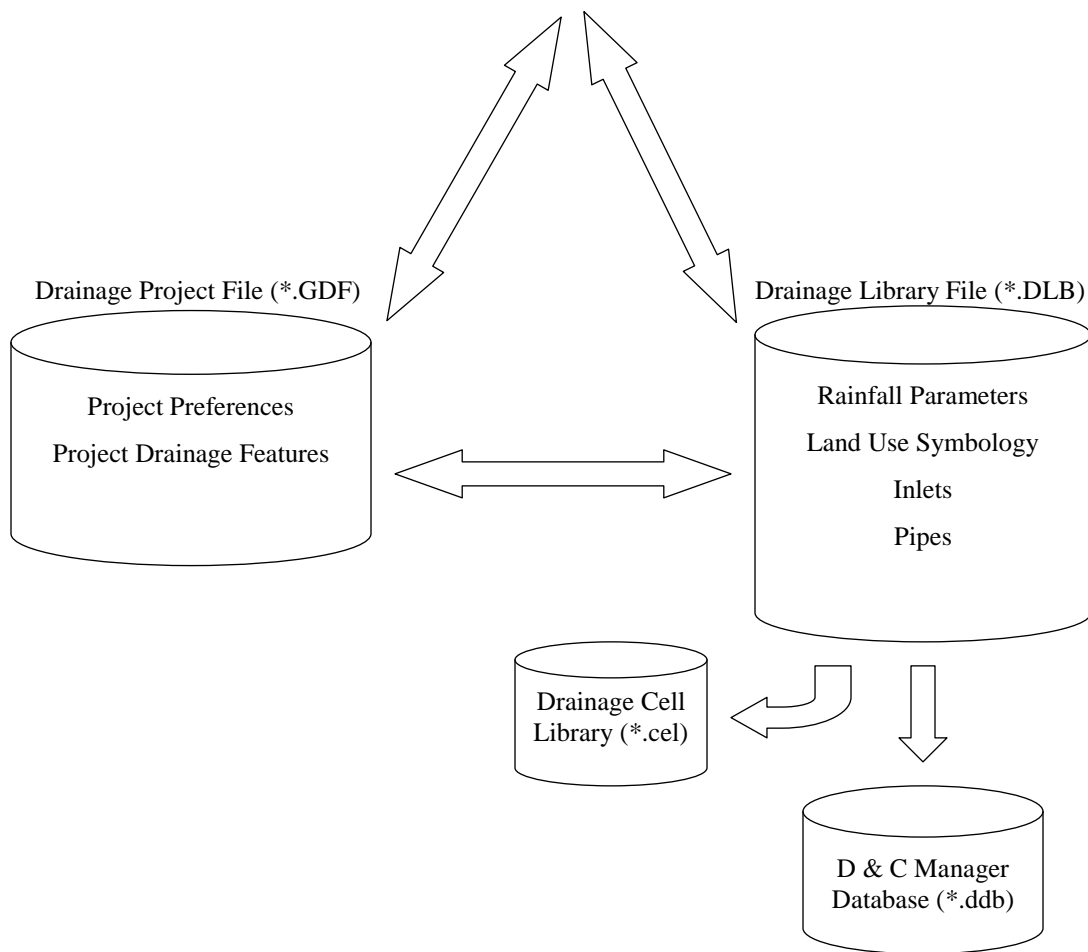 Drainage Project File (*.GDF)
Project Preferences
Project Drainage Features
Drainage Library File (*.DLB)
Rainfall Parameters
Land Use Symbology
Inlets
Pipes
Drainage Cell
Library (*.cel)
D & C Manager
Database (*.ddb)